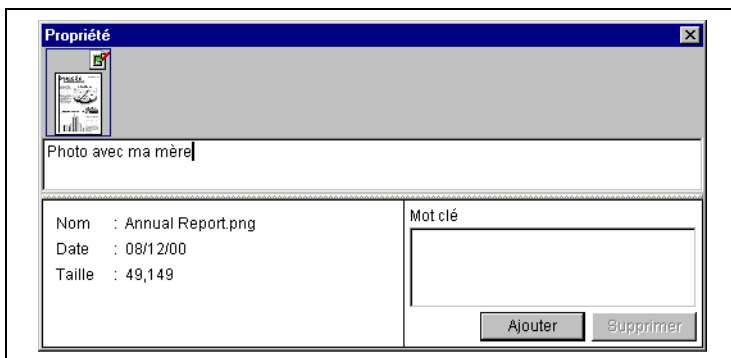 Propriété
Photo avec ma mère
Nom : Annual Report.png
Date : 08/12/00
Taille : 49,149
Mot clé
Ajouter
Supprimer